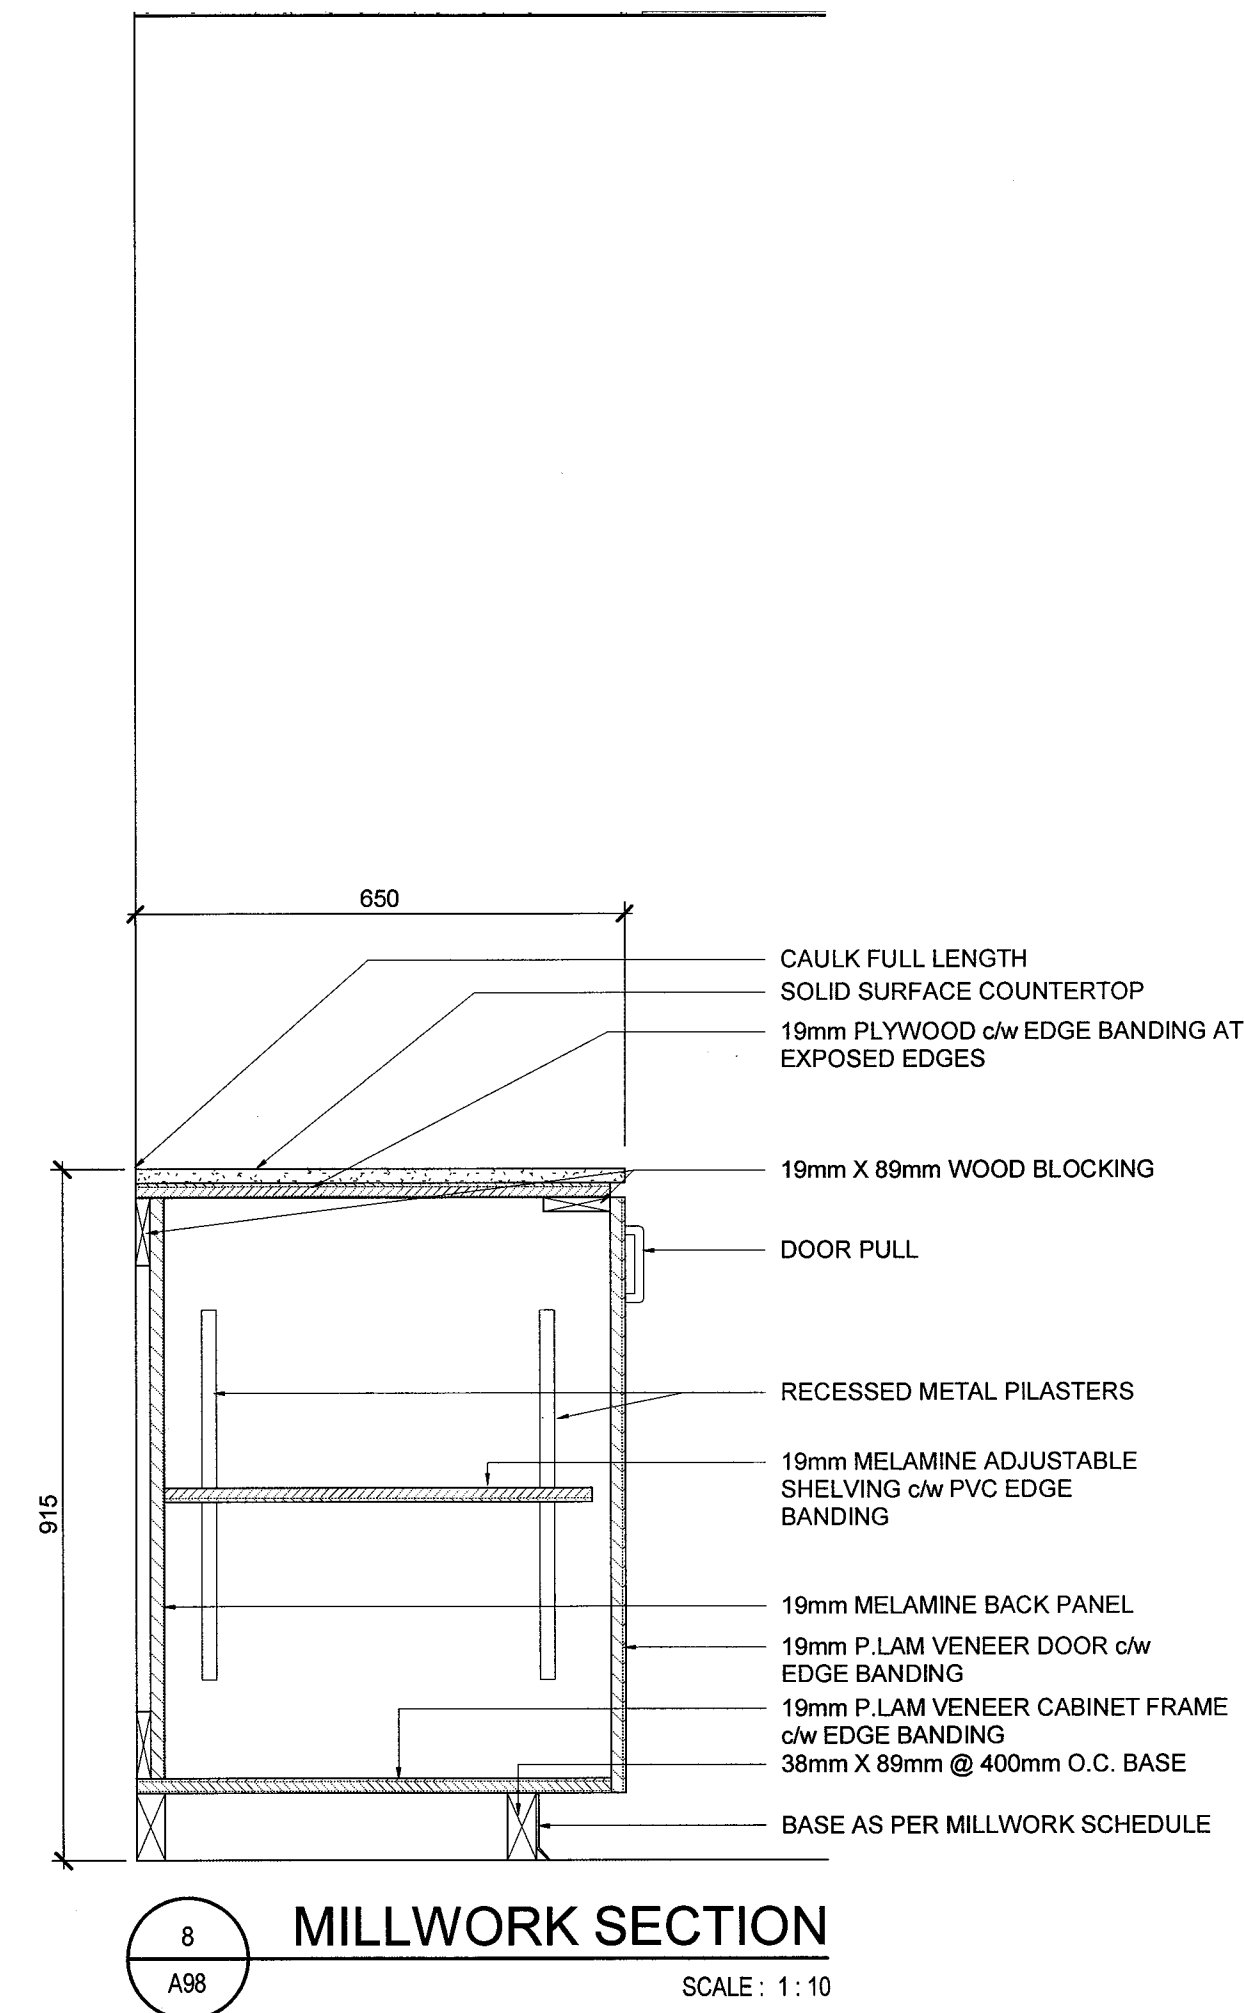 650
CAULK FULL LENGTH
SOLID SURFACE COUNTERTOP
19mm PLYWOOD c/w EDGE BANDING AT
EXPOSED EDGES
19mm X 89mm WOOD BLOCKING
DOOR PULL
RECESSED METAL PILASTERS
19mm MELAMINE ADJUSTABLE
SHELVING c/w PVC EDGE
BANDING
915
19mm MELAMINE BACK PANEL
19mm P.LAM VENEER DOOR c/w
EDGE BANDING
19mm P.LAM VENEER CABINET FRAME
c/w EDGE BANDING
38mm X 89mm @ 400mm O.C. BASE
BASE AS PER MILLWORK SCHEDULE
8
A98
MILLWORK SECTION
SCALE : 1 : 10